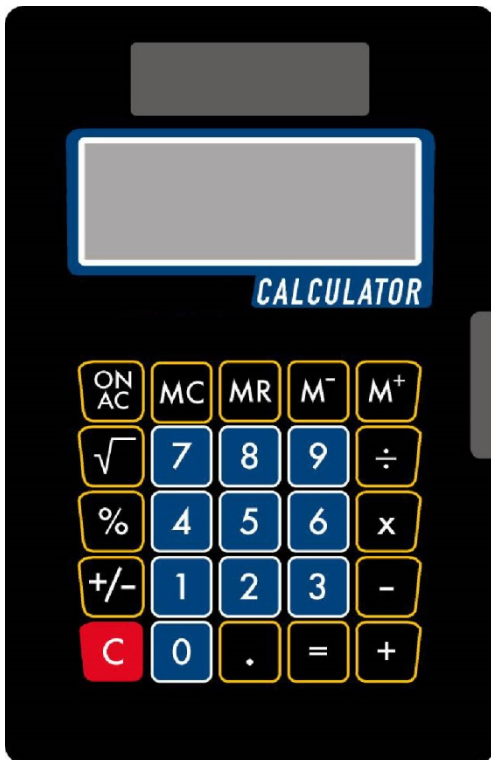 CALCULATOR
ON
AC MC MR M⁻ M⁺
√ 7 8 9 ÷
% 4 5 6 x
+/- 1 2 3 -
C 0 . = +